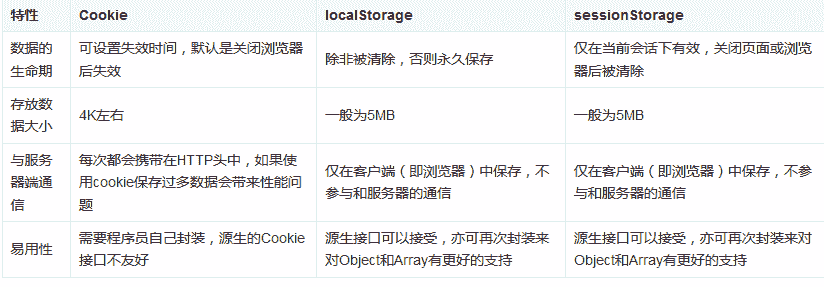 特性 Cookie localStorage sessionStorage
数据的生命期 可设置失效时间，默认是关闭浏览器后失效 除非被清除，否则永久保存 仅在当前会话下有效，关闭页面或浏览器后被清除
存放数据大小 4K左右 一般为5MB 一般为5MB
与服务器端通信 每次都会携带在HTTP头中，如果使用cookie保存过多数据会带来性能问题 仅在客户端（即浏览器）中保存，不参与和服务器的通信 仅在客户端（即浏览器）中保存，不参与和服务器的通信
易用性 需要程序员自己封装，源生的Cookie接口不友好 源生接口可以接受，亦可再次封装来对Object和Array有更好的支持 源生接口可以接受，亦可再次封装来对Object和Array有更好的支持